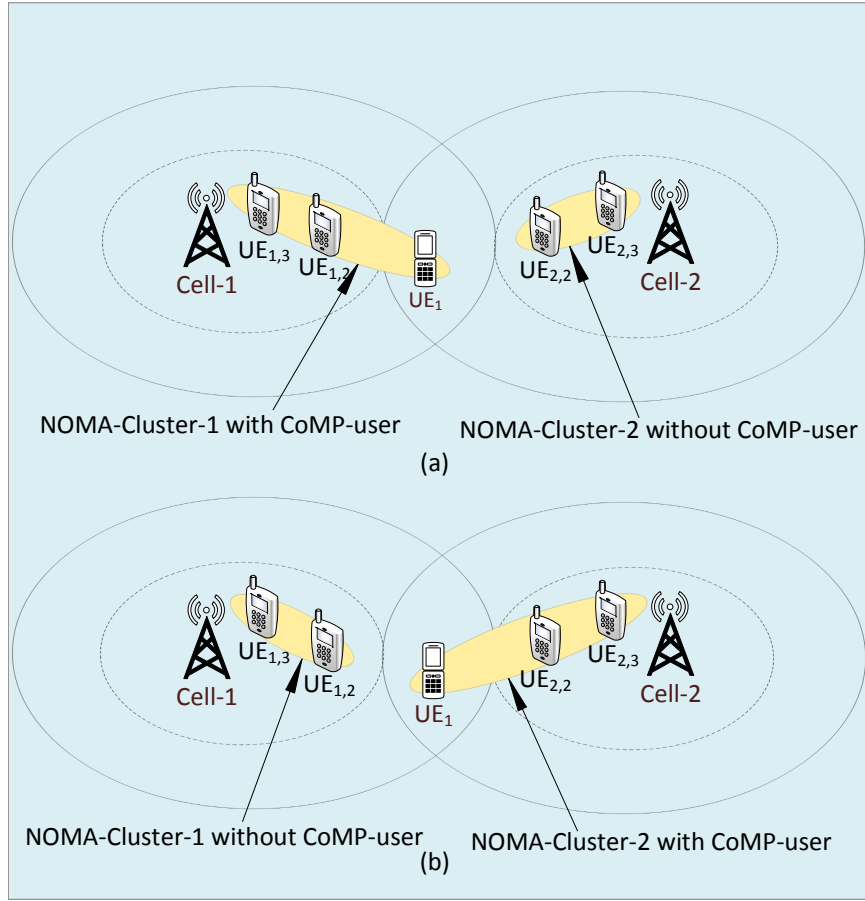 UE1,3
UE1,2
UE2,3
UE2,2
Cell-1
UE1
Cell-2
NOMA-Cluster-1 with CoMP-user
NOMA-Cluster-2 without CoMP-user
(a)
UE1,3
UE1,2
UE2,3
UE2,2
Cell-1
UE1
Cell-2
NOMA-Cluster-1 without CoMP-user
NOMA-Cluster-2 with CoMP-user
(b)